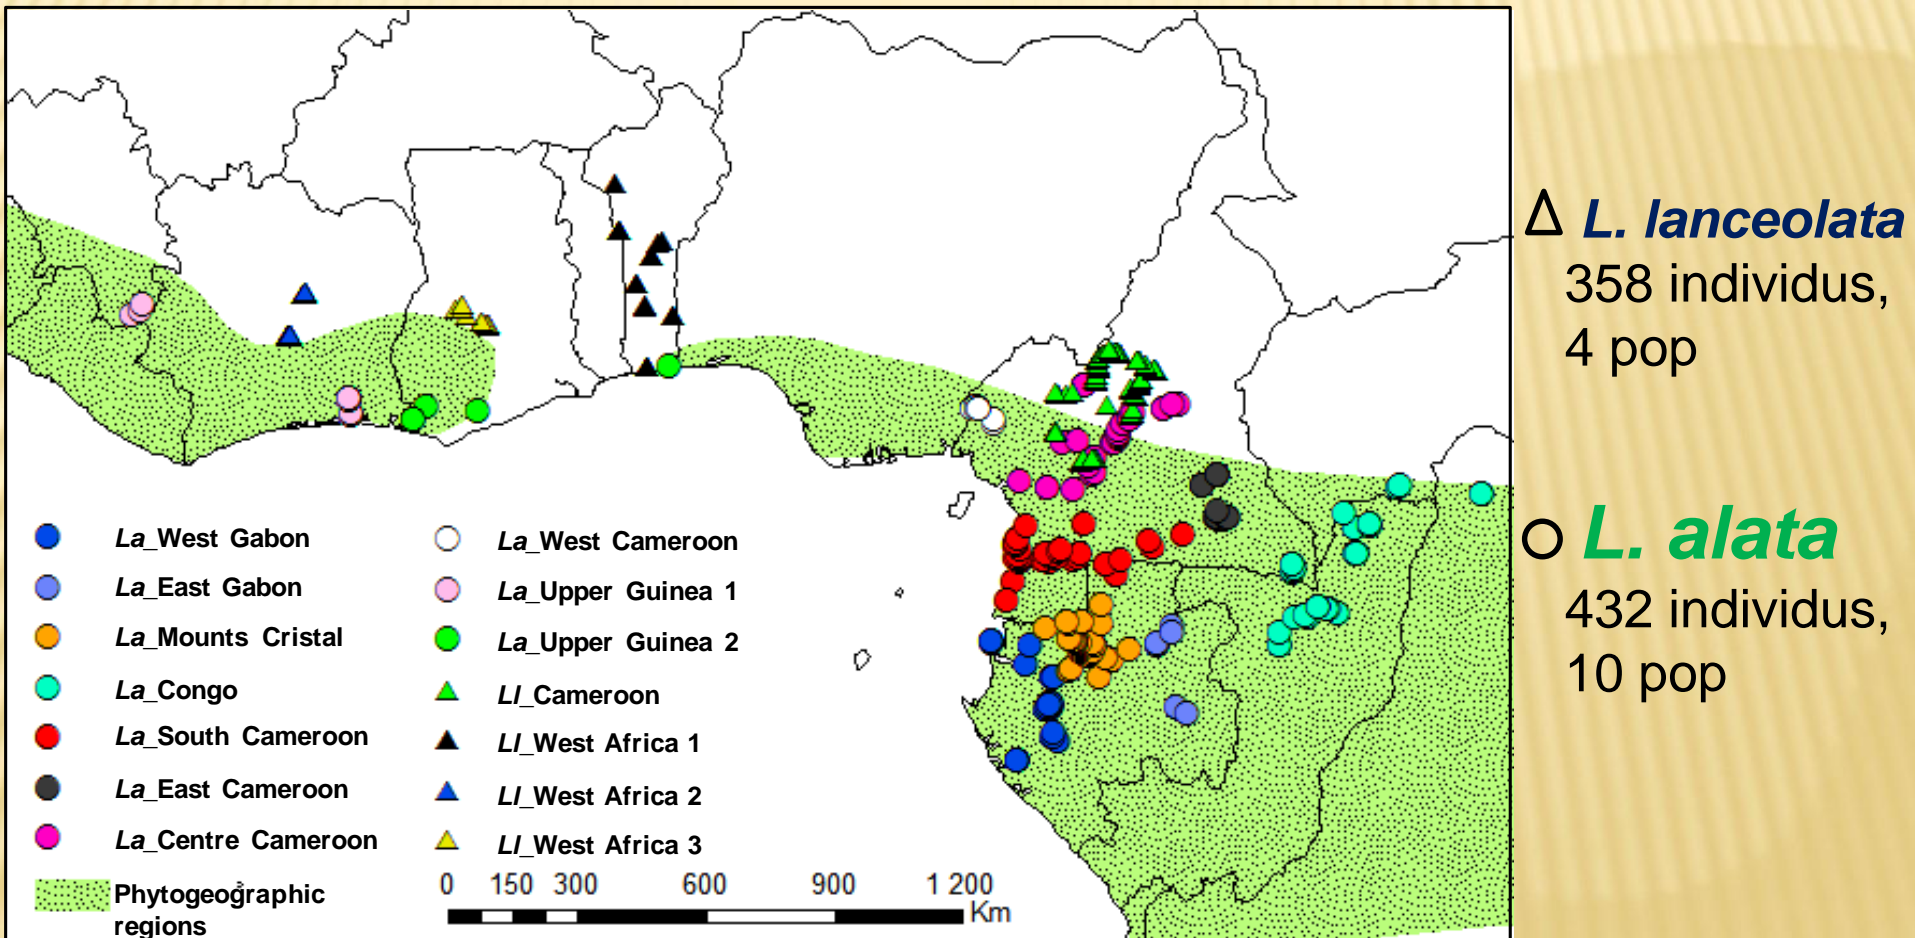 La_West Gabon
La_East Gabon
La_Mounts Cristal
La_Congo
La_South Cameroon
La_East Cameroon
La_Centre Cameroon
Phytogeographic
regions
La_West Cameroon
La_Upper Guinea 1
La_Upper Guinea 2
Ll_Cameroon
Ll_West Africa 1
Ll_West Africa 2
Ll_West Africa 3
0 150 300 600 900 1 200
Km
L. lanceolata
358 individus,
4 pop
L. alata
432 individus,
10 pop